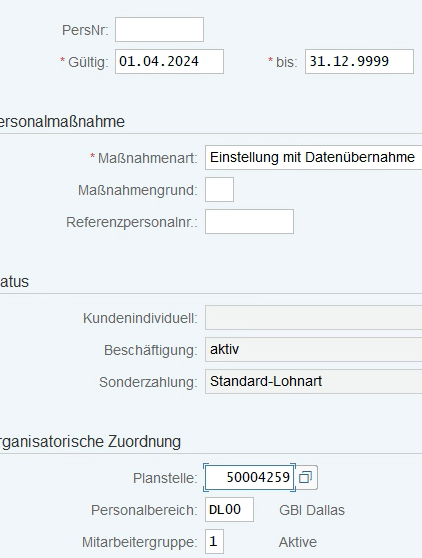 PersNr:
* Gültig: 01.04.2024 * bis: 31.12.9999
ersonalmaßnahme
* Maßnahmenart: Einstellung mit Datenübernahme
Maßnahmengrund:
Referenzpersonalnr.:
atus
Kundenindividuell:
Beschäftigung: aktiv
Sonderzahlung: Standard-Lohnart
rganisatorische Zuordnung
Planstelle: 50004259
Personalbereich: DL00 GBI Dallas
Mitarbeitergruppe: 1 Aktive